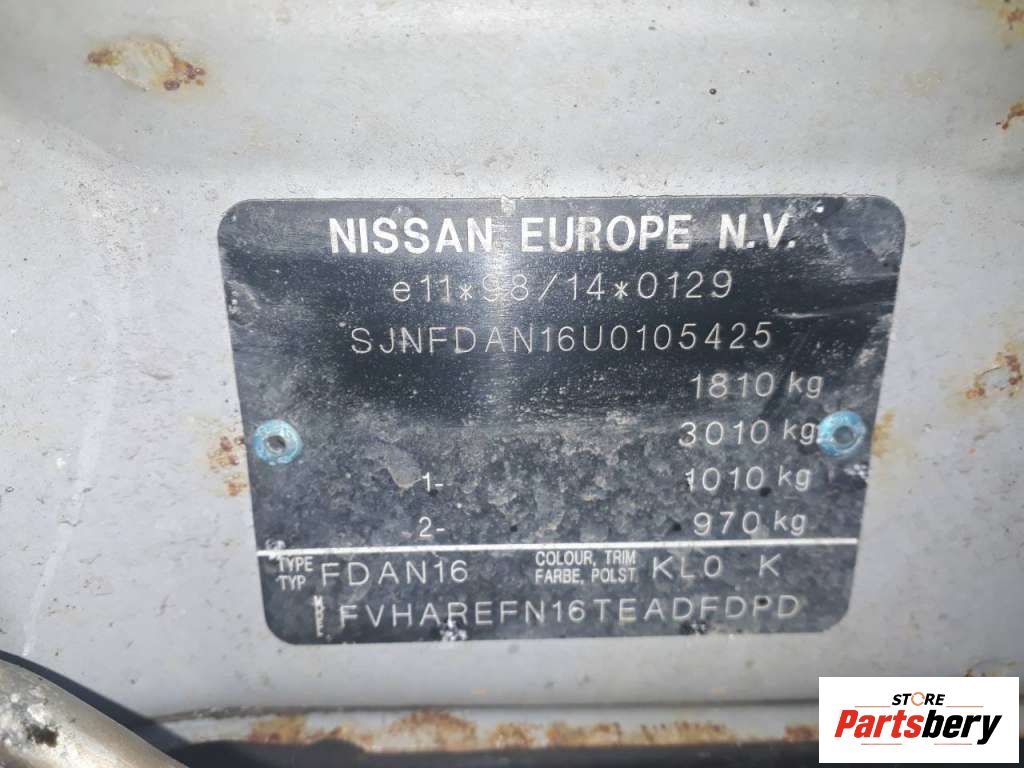 NISSAN EUROPE N.V.
e11*98/14*0129
SJNFDAN16U0105425
1810 kg
3010 kg
1- 1010 kg
2- 970 kg
TYPE
TYP FDAN16
COLOUR, TRIM
FARBE, POLST KL0 K
FVHAREFN16TEADFDPD
STORE
Partsbery